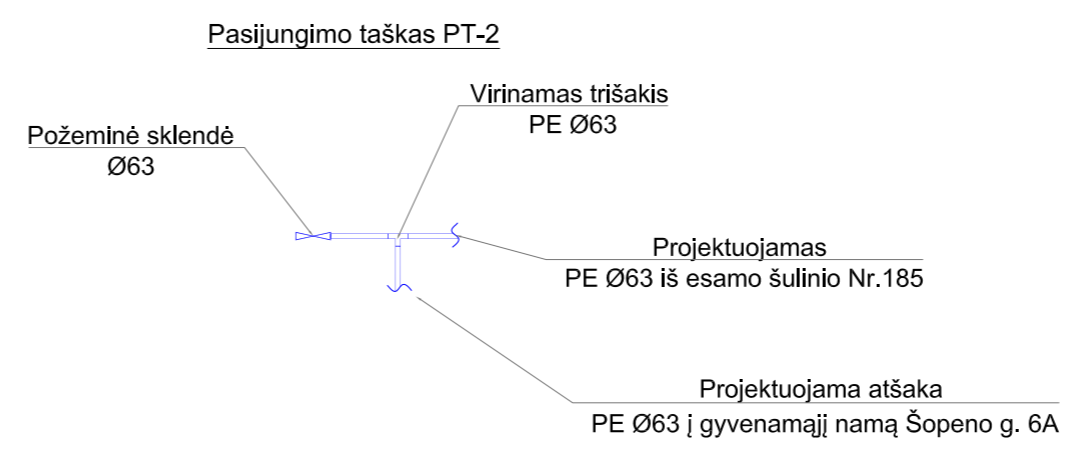 Pasijungimo taškas PT-2
Virinamas trišakis
PE Ø63
Požeminė sklendė
Ø63
Projektuojamas
PE Ø63 iš esamo šulinio Nr.185
Projektuojama atšaka
PE Ø63 į gyvenamąjį namą Šopeno g. 6A